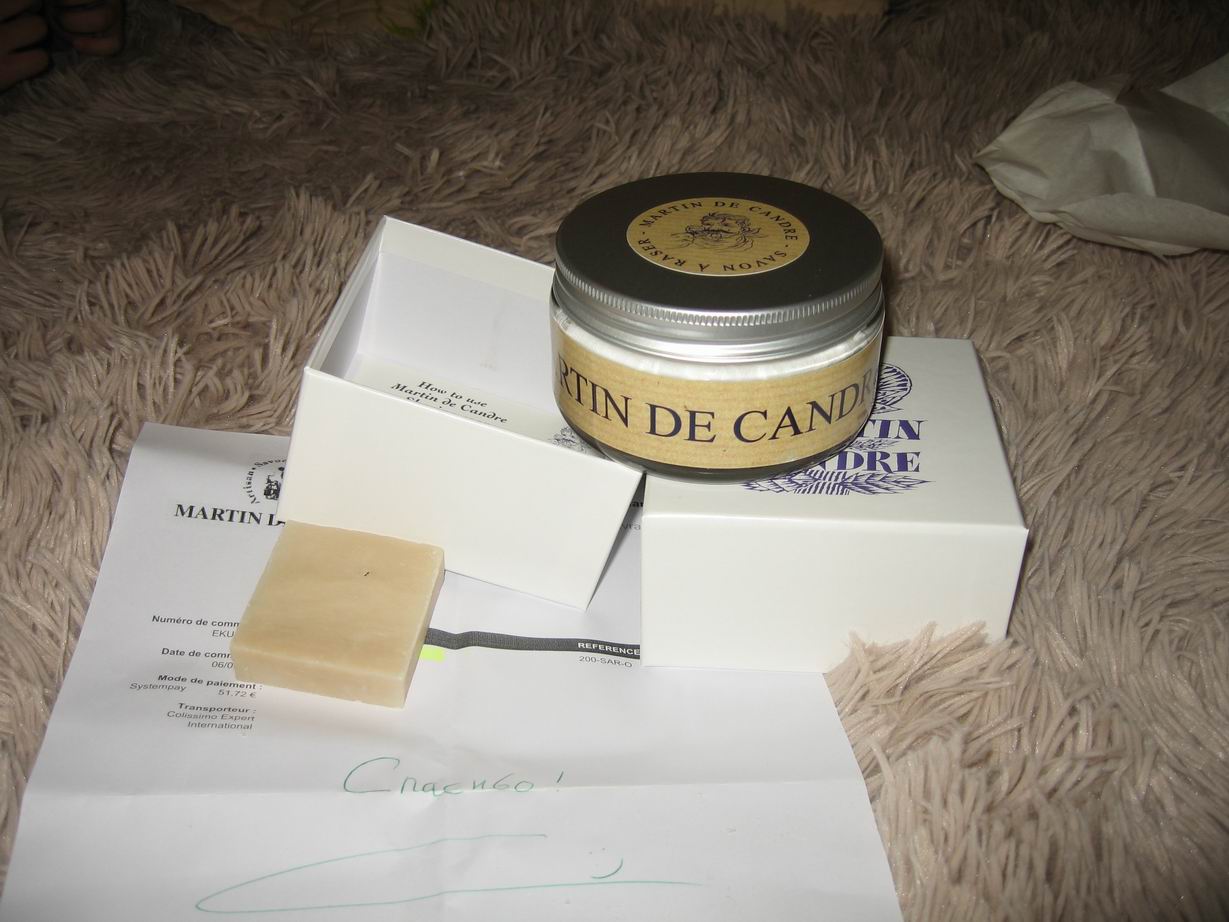 MARTIN DE CANDRE - SAVON À RASER -
RTIN DE CANDR
How to use
Martin de Candre
TIN
NDRE
Artisan Savo
MARTIN D
Numéro de comm
EKU
Date de comm
06/0
Mode de paiement :
Systempay 51.72 €
Transporteur :
Colissimo Expert
International
REFERENCE
200-SAR-O
Спасибо!